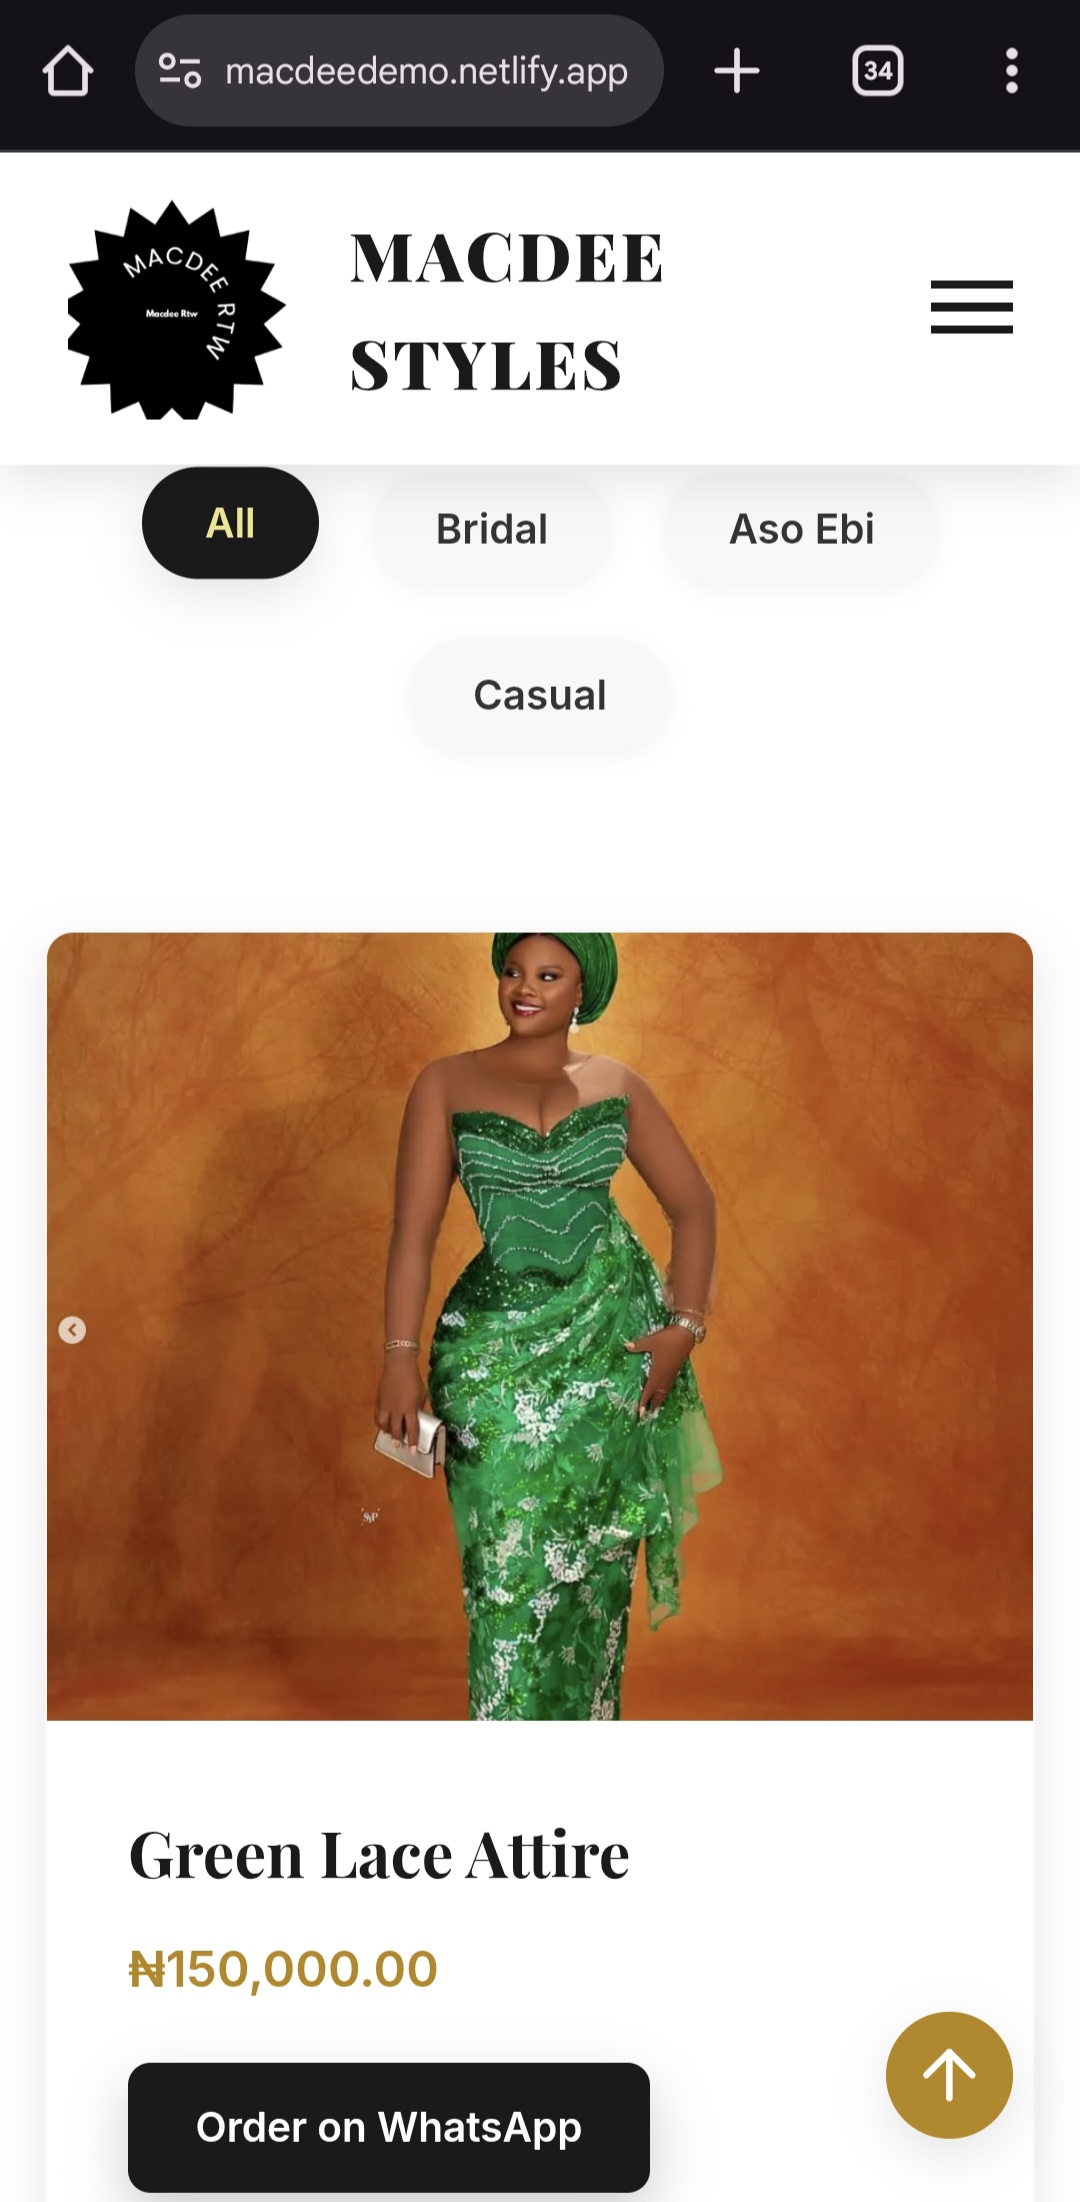 macdeedemo.netlify.app
34
MACDEE RTW
Macdee Rtw
MACDEE
STYLES
All
Bridal
Aso Ebi
Casual
Green Lace Attire
₦150,000.00
Order on WhatsApp